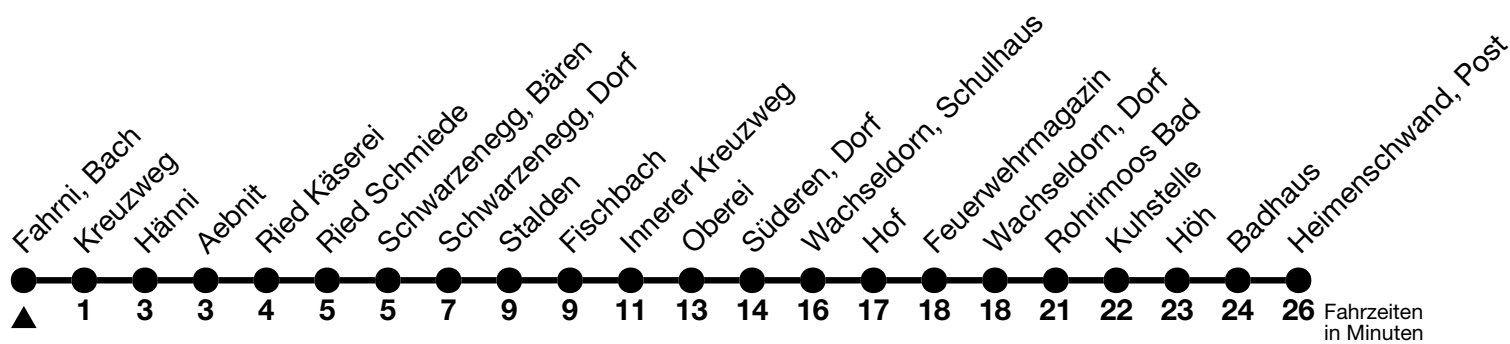 Fahrni, Bach
Kreuzweg
Hänni
Aebnit
Ried Käserei
Ried Schmiede
Schwarzenegg, Bären
Schwarzenegg, Dorf
Stalden
Fischbach
Innerer Kreuzweg
Oberei
Süderen, Dorf
Wachseldorn, Schulhaus
Hof
Feuerwehrmagazin
Wachseldorn, Dorf
Rohrimoos Bad
Kuhstelle
Höh
Badhaus
Heimenschwand, Post
1 3 3 4 5 5 7 9 9 11 13 14 16 17 18 18 21 22 23 24 26
Fahrzeiten
in Minuten